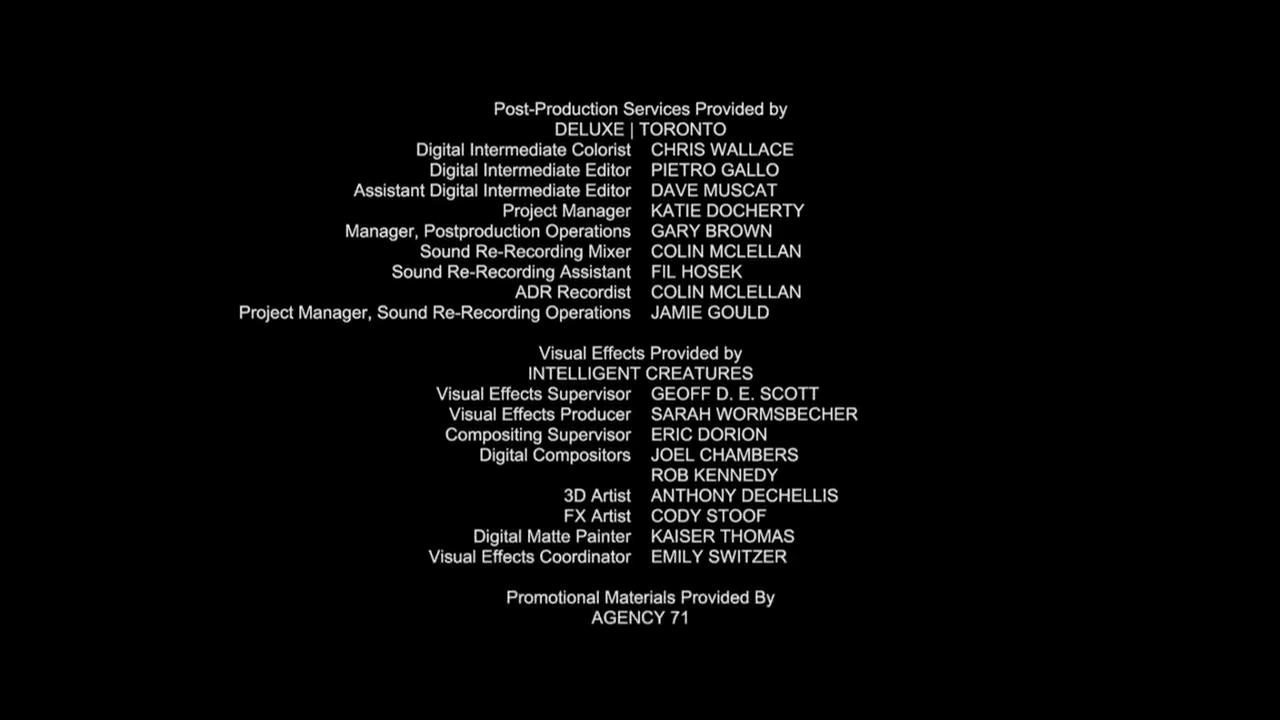 Post-Production Services Provided by
DELUXE | TORONTO
Digital Intermediate Colorist CHRIS WALLACE
Digital Intermediate Editor PIETRO GALLO
Assistant Digital Intermediate Editor DAVE MUSCAT
Project Manager KATIE DOCHERTY
Manager, Postproduction Operations GARY BROWN
Sound Re-Recording Mixer COLIN MCLELLAN
Sound Re-Recording Assistant FIL HOSEK
ADR Recordist COLIN MCLELLAN
Project Manager, Sound Re-Recording Operations JAMIE GOULD
Visual Effects Provided by
INTELLIGENT CREATURES
Visual Effects Supervisor GEOFF D. E. SCOTT
Visual Effects Producer SARAH WORMSBECHER
Compositing Supervisor ERIC DORION
Digital Compositors JOEL CHAMBERS
ROB KENNEDY
3D Artist ANTHONY DECHELLIS
FX Artist CODY STOOF
Digital Matte Painter KAISER THOMAS
Visual Effects Coordinator EMILY SWITZER
Promotional Materials Provided By
AGENCY 71